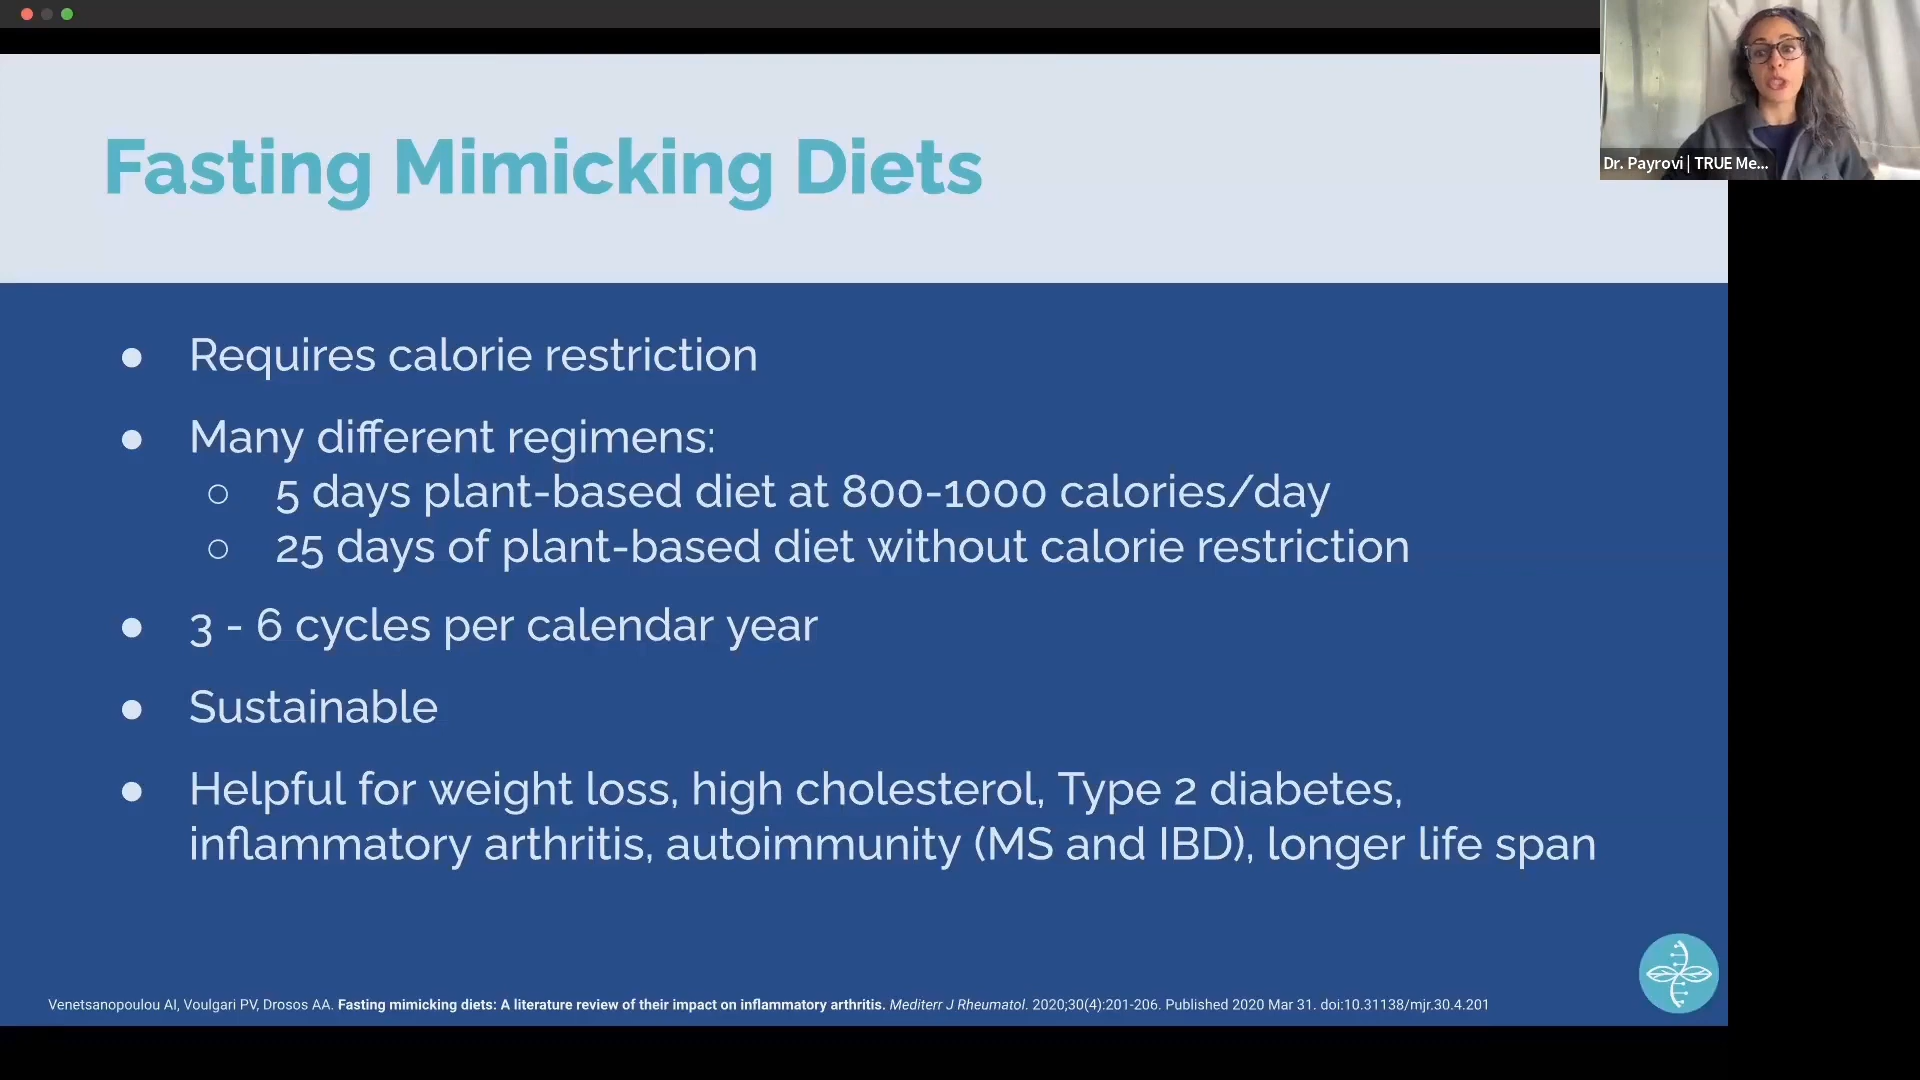 Dr. Payrovi | TRUE Me...
Fasting Mimicking Diets
● Requires calorie restriction
● Many different regimens:
○ 5 days plant-based diet at 800-1000 calories/day
○ 25 days of plant-based diet without calorie restriction
● 3 - 6 cycles per calendar year
● Sustainable
● Helpful for weight loss, high cholesterol, Type 2 diabetes,
inflammatory arthritis, autoimmunity (MS and IBD), longer life span
Venetsanopoulou AI, Voulgari PV, Drosos AA. Fasting mimicking diets: A literature review of their impact on inflammatory arthritis. Mediterr J Rheumatol. 2020;30(4):201-206. Published 2020 Mar 31. doi:10.31138/mjr.30.4.201